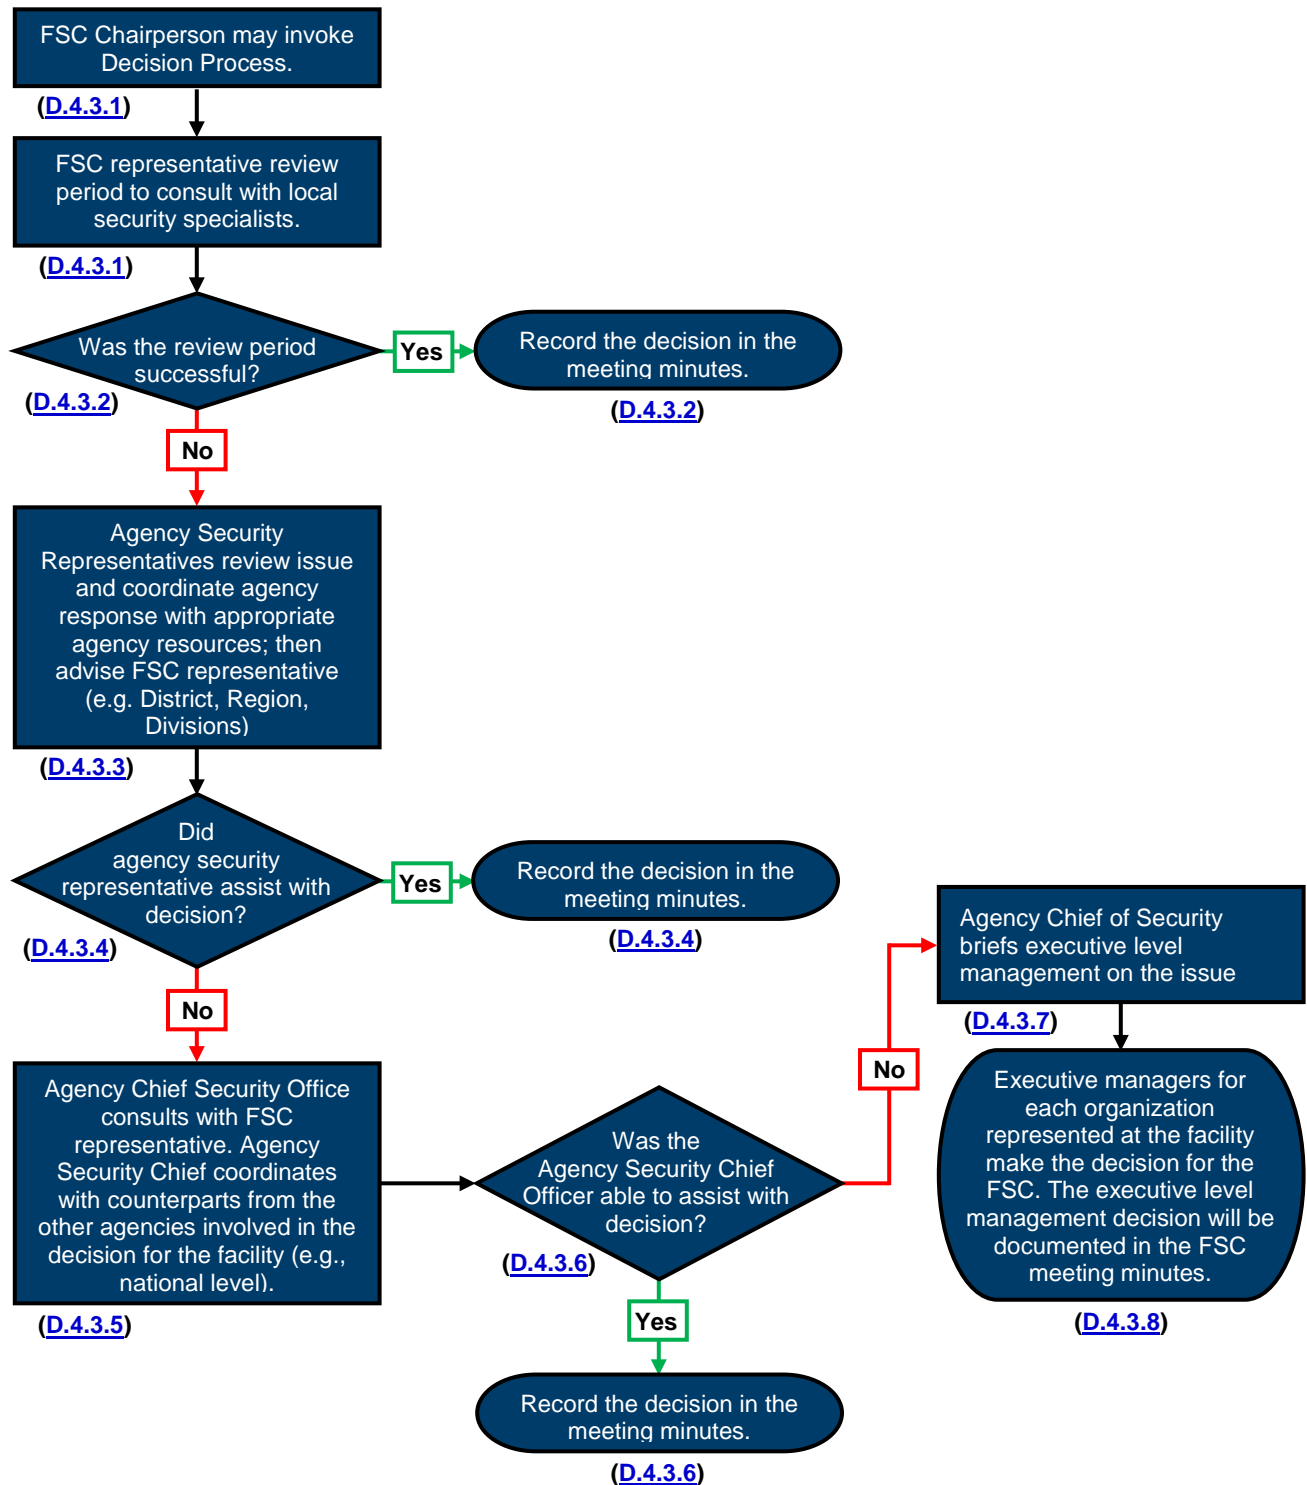 FSC Chairperson may invoke
Decision Process.
(D.4.3.1)
FSC representative review
period to consult with local
security specialists.
(D.4.3.1)
Was the review period
successful?
(D.4.3.2)
Yes
Record the decision in the
meeting minutes.
(D.4.3.2)
No
Agency Security
Representatives review issue
and coordinate agency
response with appropriate
agency resources; then
advise FSC representative
(e.g. District, Region,
Divisions)
(D.4.3.3)
Did
agency security
representative assist with
decision?
(D.4.3.4)
Yes
Record the decision in the
meeting minutes.
(D.4.3.4)
No
Agency Chief Security Office
consults with FSC
representative. Agency
Security Chief coordinates
with counterparts from the
other agencies involved in the
decision for the facility (e.g.,
national level).
(D.4.3.5)
Was the
Agency Security Chief
Officer able to assist with
decision?
(D.4.3.6)
Yes
Record the decision in the
meeting minutes.
(D.4.3.6)
No
Agency Chief of Security
briefs executive level
management on the issue
(D.4.3.7)
Executive managers for
each organization
represented at the facility
make the decision for the
FSC. The executive level
management decision will be
documented in the FSC
meeting minutes.
(D.4.3.8)